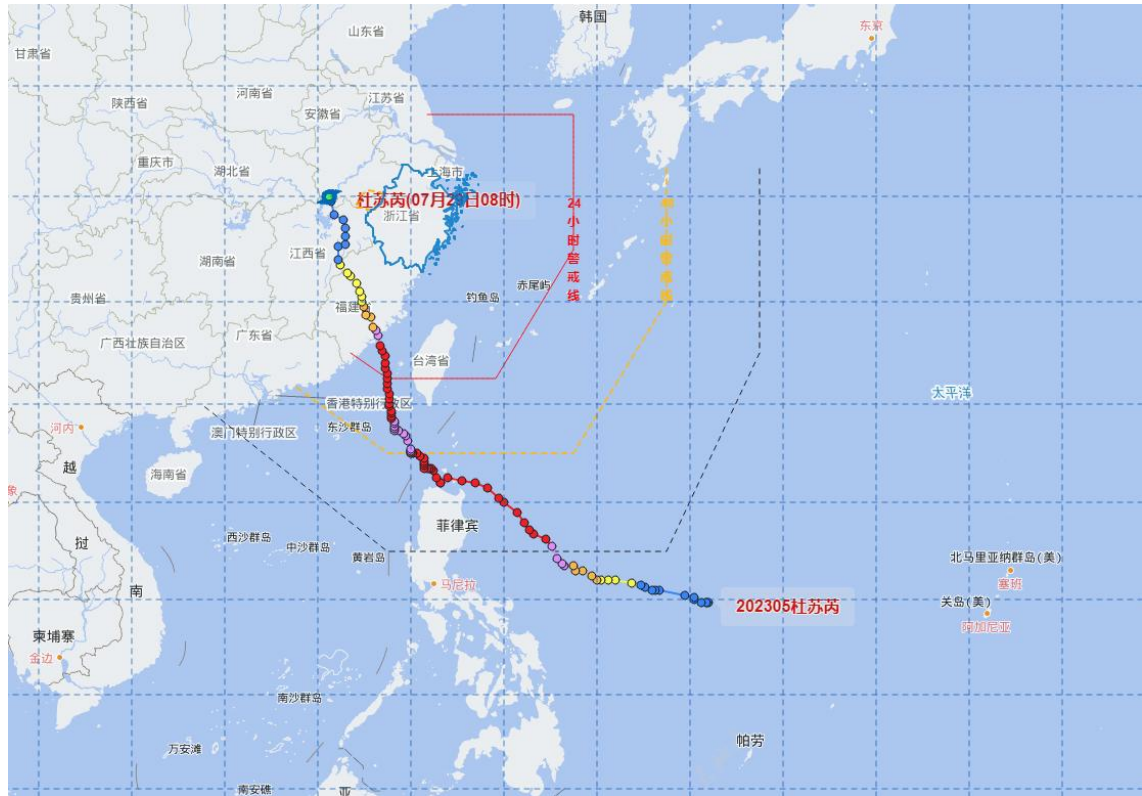 韩国
东京
山东省
甘肃省
河南省
江苏省
陕西省
安徽省
重庆市
湖北省
上海市
杜苏芮(07月29日08时)
浙江省
24小时警戒线
江西省
湖南省
赤尾屿
钓鱼岛
贵州省
福建省
广东省
广西壮族自治区
台湾省
太平洋
香港特别行政区
东沙群岛
澳门特别行政区
河内
越
海南省
象
菲律宾
西沙群岛
中沙群岛
黄岩岛
北马里亚纳群岛(美)
塞班
马尼拉
南
202305杜苏芮
关岛(美)
阿加尼亚
柬埔寨
金边
南沙群岛
帕劳
万安滩
南安礁